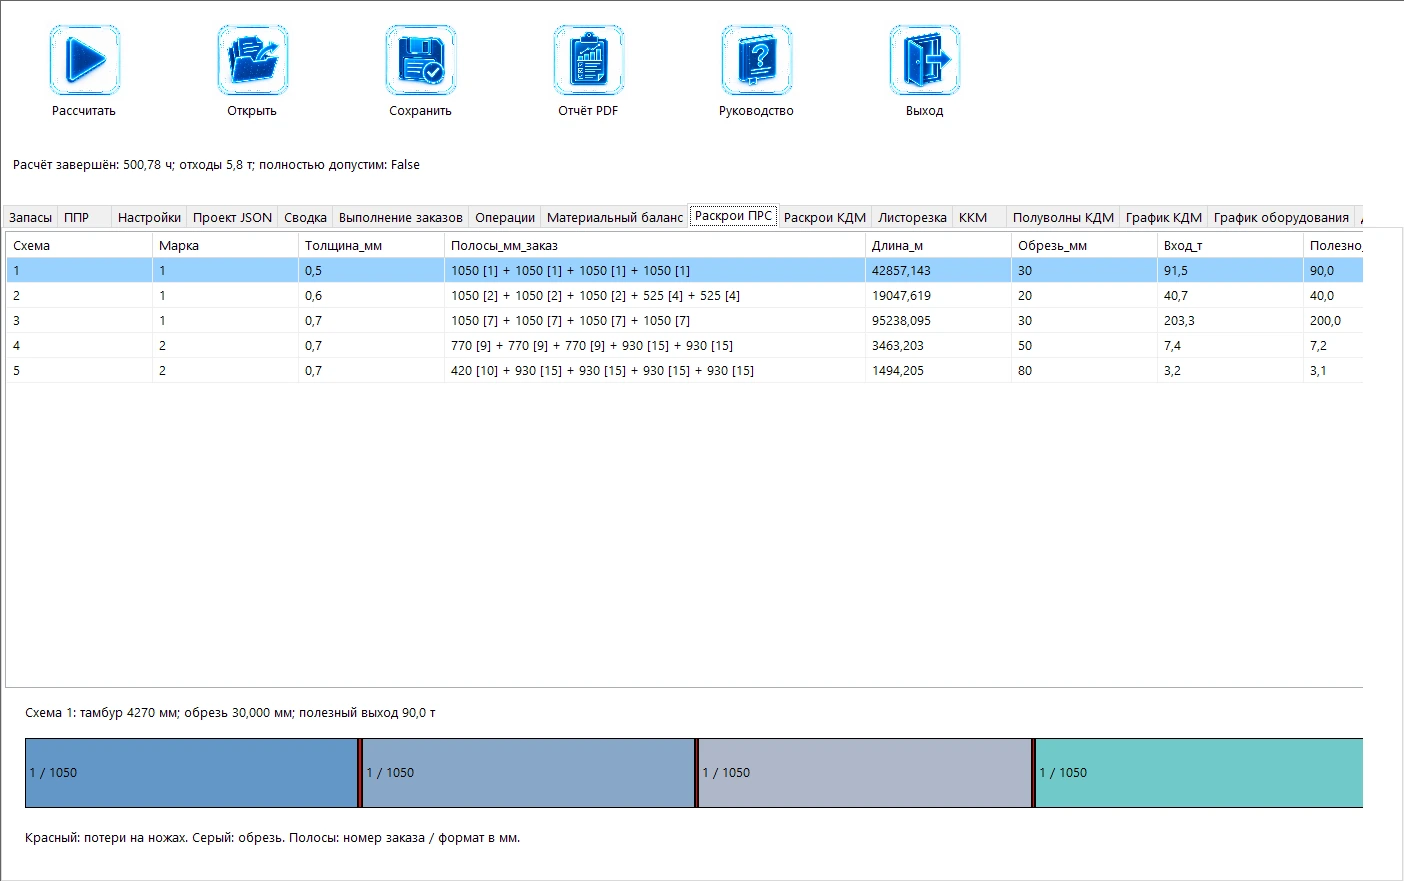 Рассчитать Открыть Сохранить Отчёт PDF Руководство Выход
Расчёт завершён: 500,78 ч; отходы 5,8 т; полностью допустим: False
Запасы ППР Настройки Проект JSON Сводка Выполнение заказов Операции Материальный баланс Раскрои ПРС Раскрои КДМ Листорезка ККМ Полуволны КДМ График КДМ График оборудования
Схема Марка Толщина_мм Полосы_мм_заказ Длина_м Обрезь_мм Вход_т Полезно_
1 1 0,5 1050 [1] + 1050 [1] + 1050 [1] + 1050 [1] 42857,143 30 91,5 90,0
2 1 0,6 1050 [2] + 1050 [2] + 1050 [2] + 525 [4] + 525 [4] 19047,619 20 40,7 40,0
3 1 0,7 1050 [7] + 1050 [7] + 1050 [7] + 1050 [7] 95238,095 30 203,3 200,0
4 2 0,7 770 [9] + 770 [9] + 770 [9] + 930 [15] + 930 [15] 3463,203 50 7,4 7,2
5 2 0,7 420 [10] + 930 [15] + 930 [15] + 930 [15] + 930 [15] 1494,205 80 3,2 3,1
Схема 1: тамбур 4270 мм; обрезь 30,000 мм; полезный выход 90,0 т
1 / 1050 1 / 1050 1 / 1050 1 / 1050
Красный: потери на ножах. Серый: обрезь. Полосы: номер заказа / формат в мм.